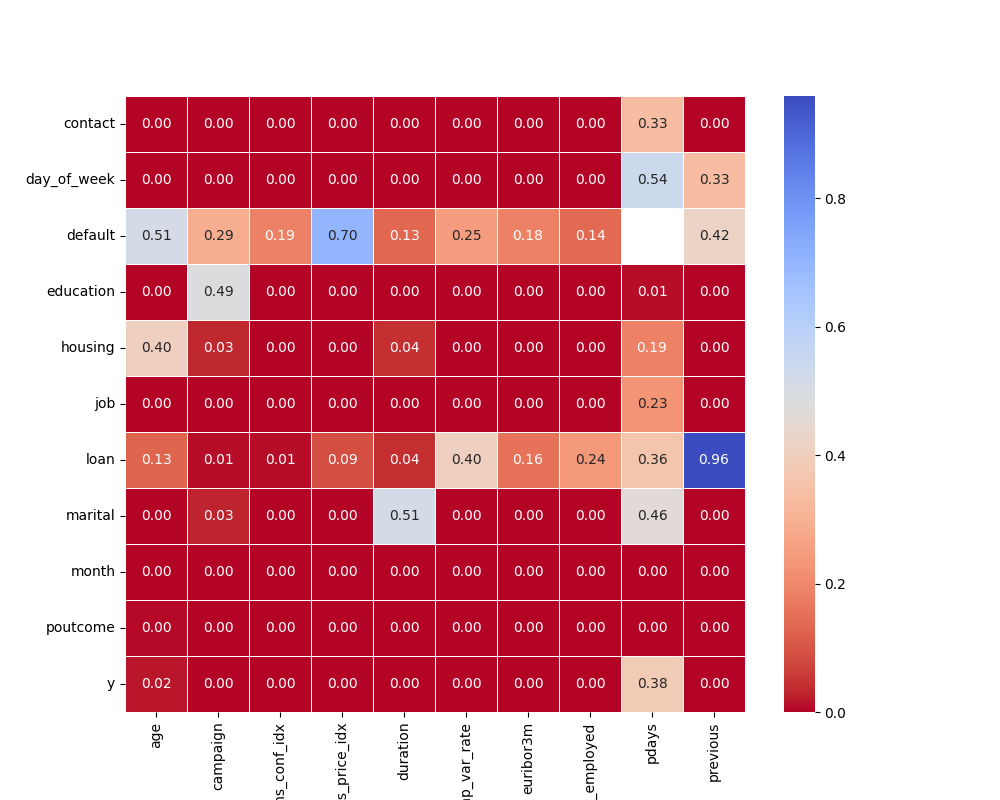 contact 0.00 0.00 0.00 0.00 0.00 0.00 0.00 0.00 0.33 0.00
day_of_week 0.00 0.00 0.00 0.00 0.00 0.00 0.00 0.00 0.54 0.33
default 0.51 0.29 0.19 0.70 0.13 0.25 0.18 0.14 0.42
education 0.00 0.49 0.00 0.00 0.00 0.00 0.00 0.00 0.01 0.00
housing 0.40 0.03 0.00 0.00 0.04 0.00 0.00 0.00 0.19 0.00
job 0.00 0.00 0.00 0.00 0.00 0.00 0.00 0.00 0.23 0.00
loan 0.13 0.01 0.01 0.09 0.04 0.40 0.16 0.24 0.36 0.96
marital 0.00 0.03 0.00 0.00 0.51 0.00 0.00 0.00 0.46 0.00
month 0.00 0.00 0.00 0.00 0.00 0.00 0.00 0.00 0.00 0.00
poutcome 0.00 0.00 0.00 0.00 0.00 0.00 0.00 0.00 0.00 0.00
y 0.02 0.00 0.00 0.00 0.00 0.00 0.00 0.00 0.38 0.00
age
campaign
ns_conf_idx
s_price_idx
duration
p_var_rate
euribor3m
_employed
pdays
previous
0.8
0.6
0.4
0.2
0.0